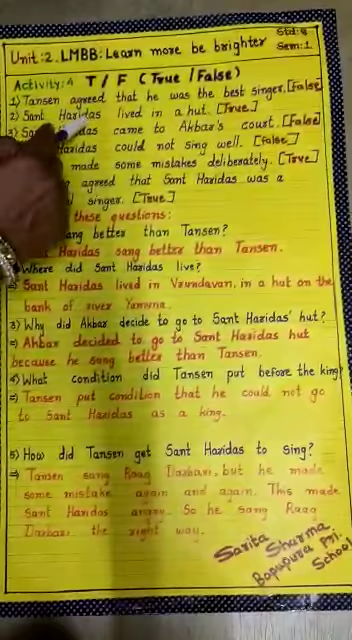 Std: 4
Unit: 2. LMBB: Learn more be brighter Sem: 1
Activity: 4 T / F (True / False)
1) Tansen agreed that he was the best singer. [False
2) Sant Haridas lived in a hut. [True]
3) das came to Akbar's court. [False]
Haridas could not sing well. [False]
made some mistakes deliberately. [True]
agreed that Sant Haridas was a
singer. [True]
these questions:
ang better than Tansen?
Haridas sang better than Tansen.
Where did Sant Haridas live?
⇒ Sant Haridas lived in Vrundavan, in a hut on the
bank of river Yamuna.
3) Why did Akbar decide to go to Sant Haridas' hut?
⇒ Akbar decided to go to Sant Haridas hut
because he sang better than Tansen.
4) What condition did Tansen put before the king?
⇒ Tansen put condition that he could not go
to Sant Haridas as a king.
5) How did Tansen get Sant Haridas to sing?
⇒ Tansen sang Raag Darbari, but he made
some mistake again and again. This made
Sant Haridas angry. So he sang Raag
Darbari the right way.
Sarita Sharma
Bopupura Pri.
School